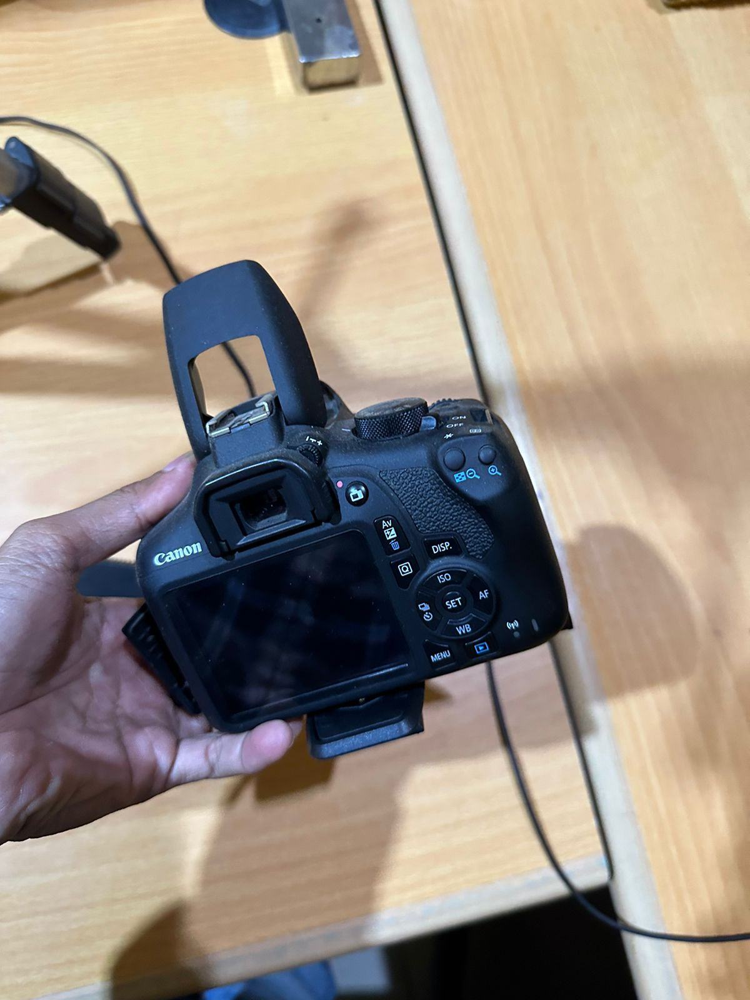 ON
OFF
Canon
Av
DISP.
Q
ISO
AF
SET
WB
MENU